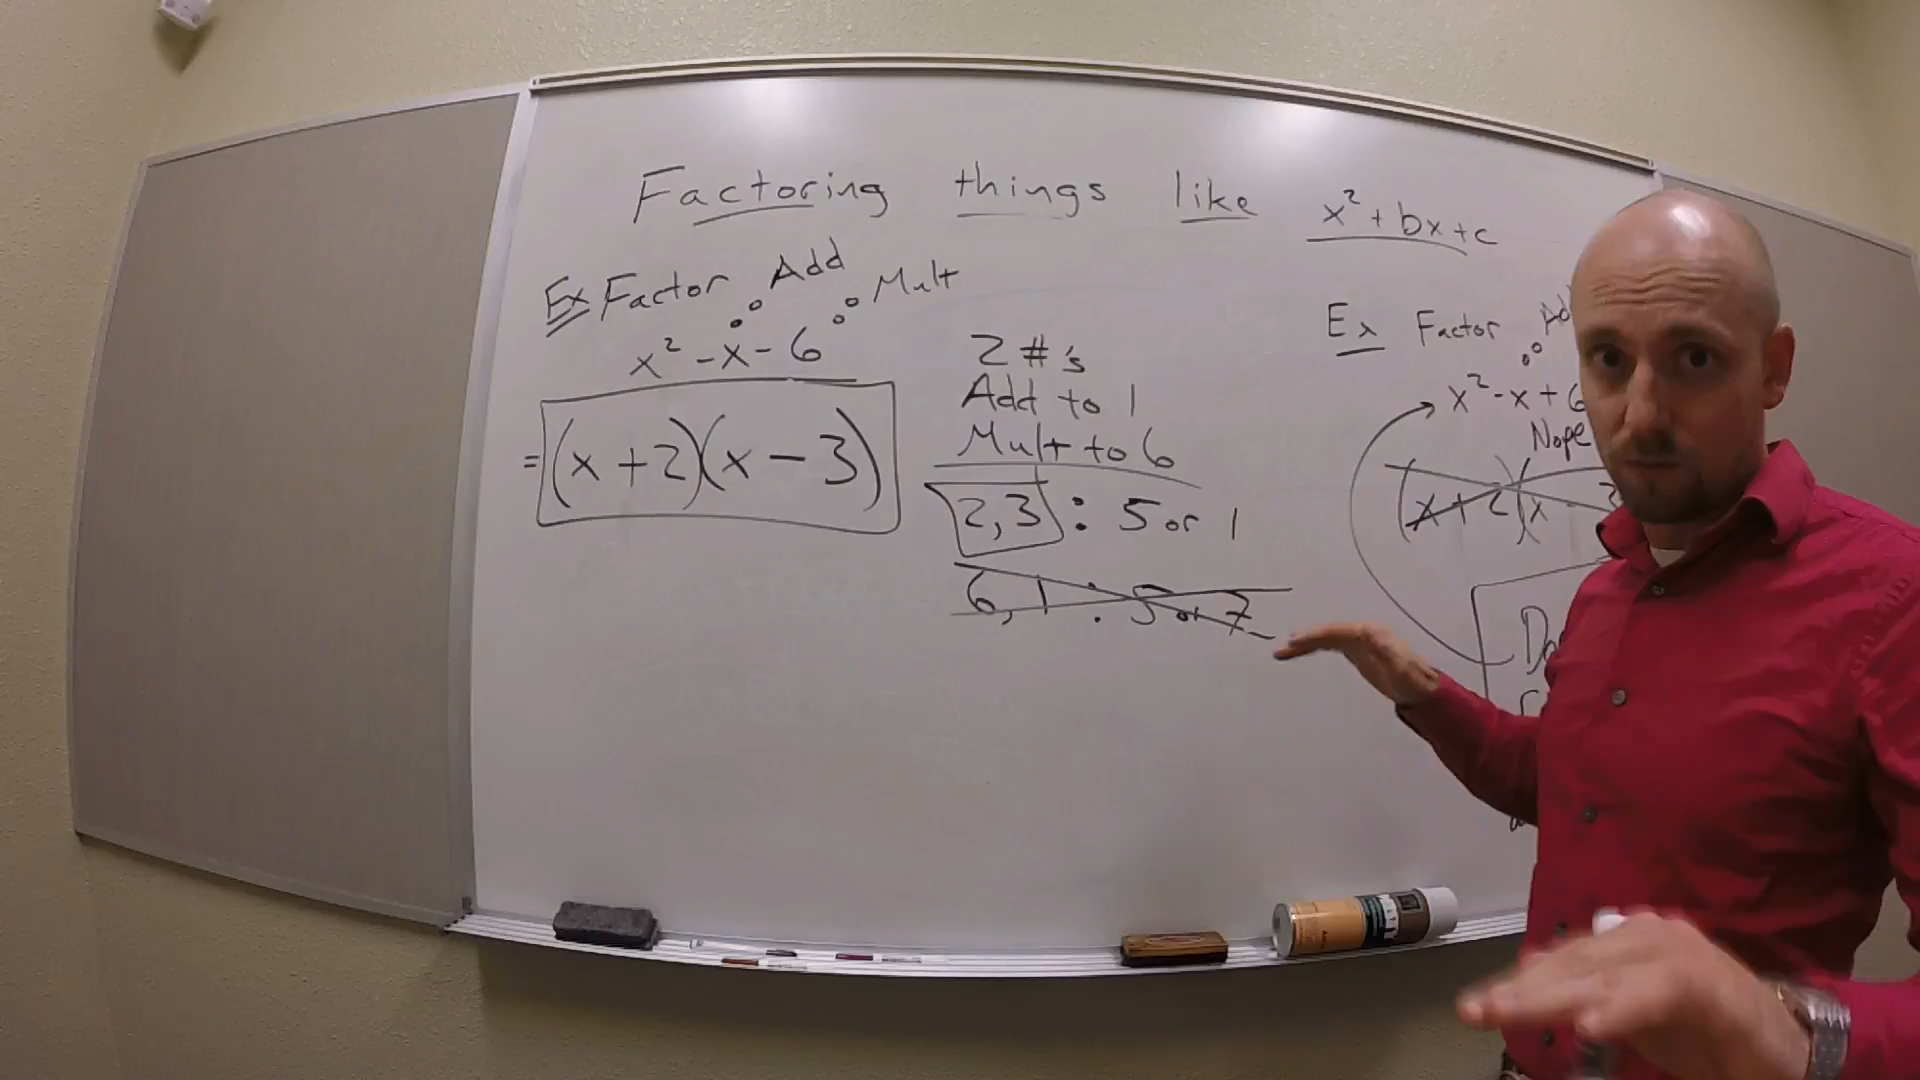 Factoring things like x² + bx + c
Ex Factor Add Mult
x² - x - 6
= (x + 2)(x - 3)
2 #'s
Add to 1
Mult to 6
2, 3 : 5 or 1
6, 1 : 5 or 7
Ex Factor
x² - x + 6
Nope
(x + 2)(x -